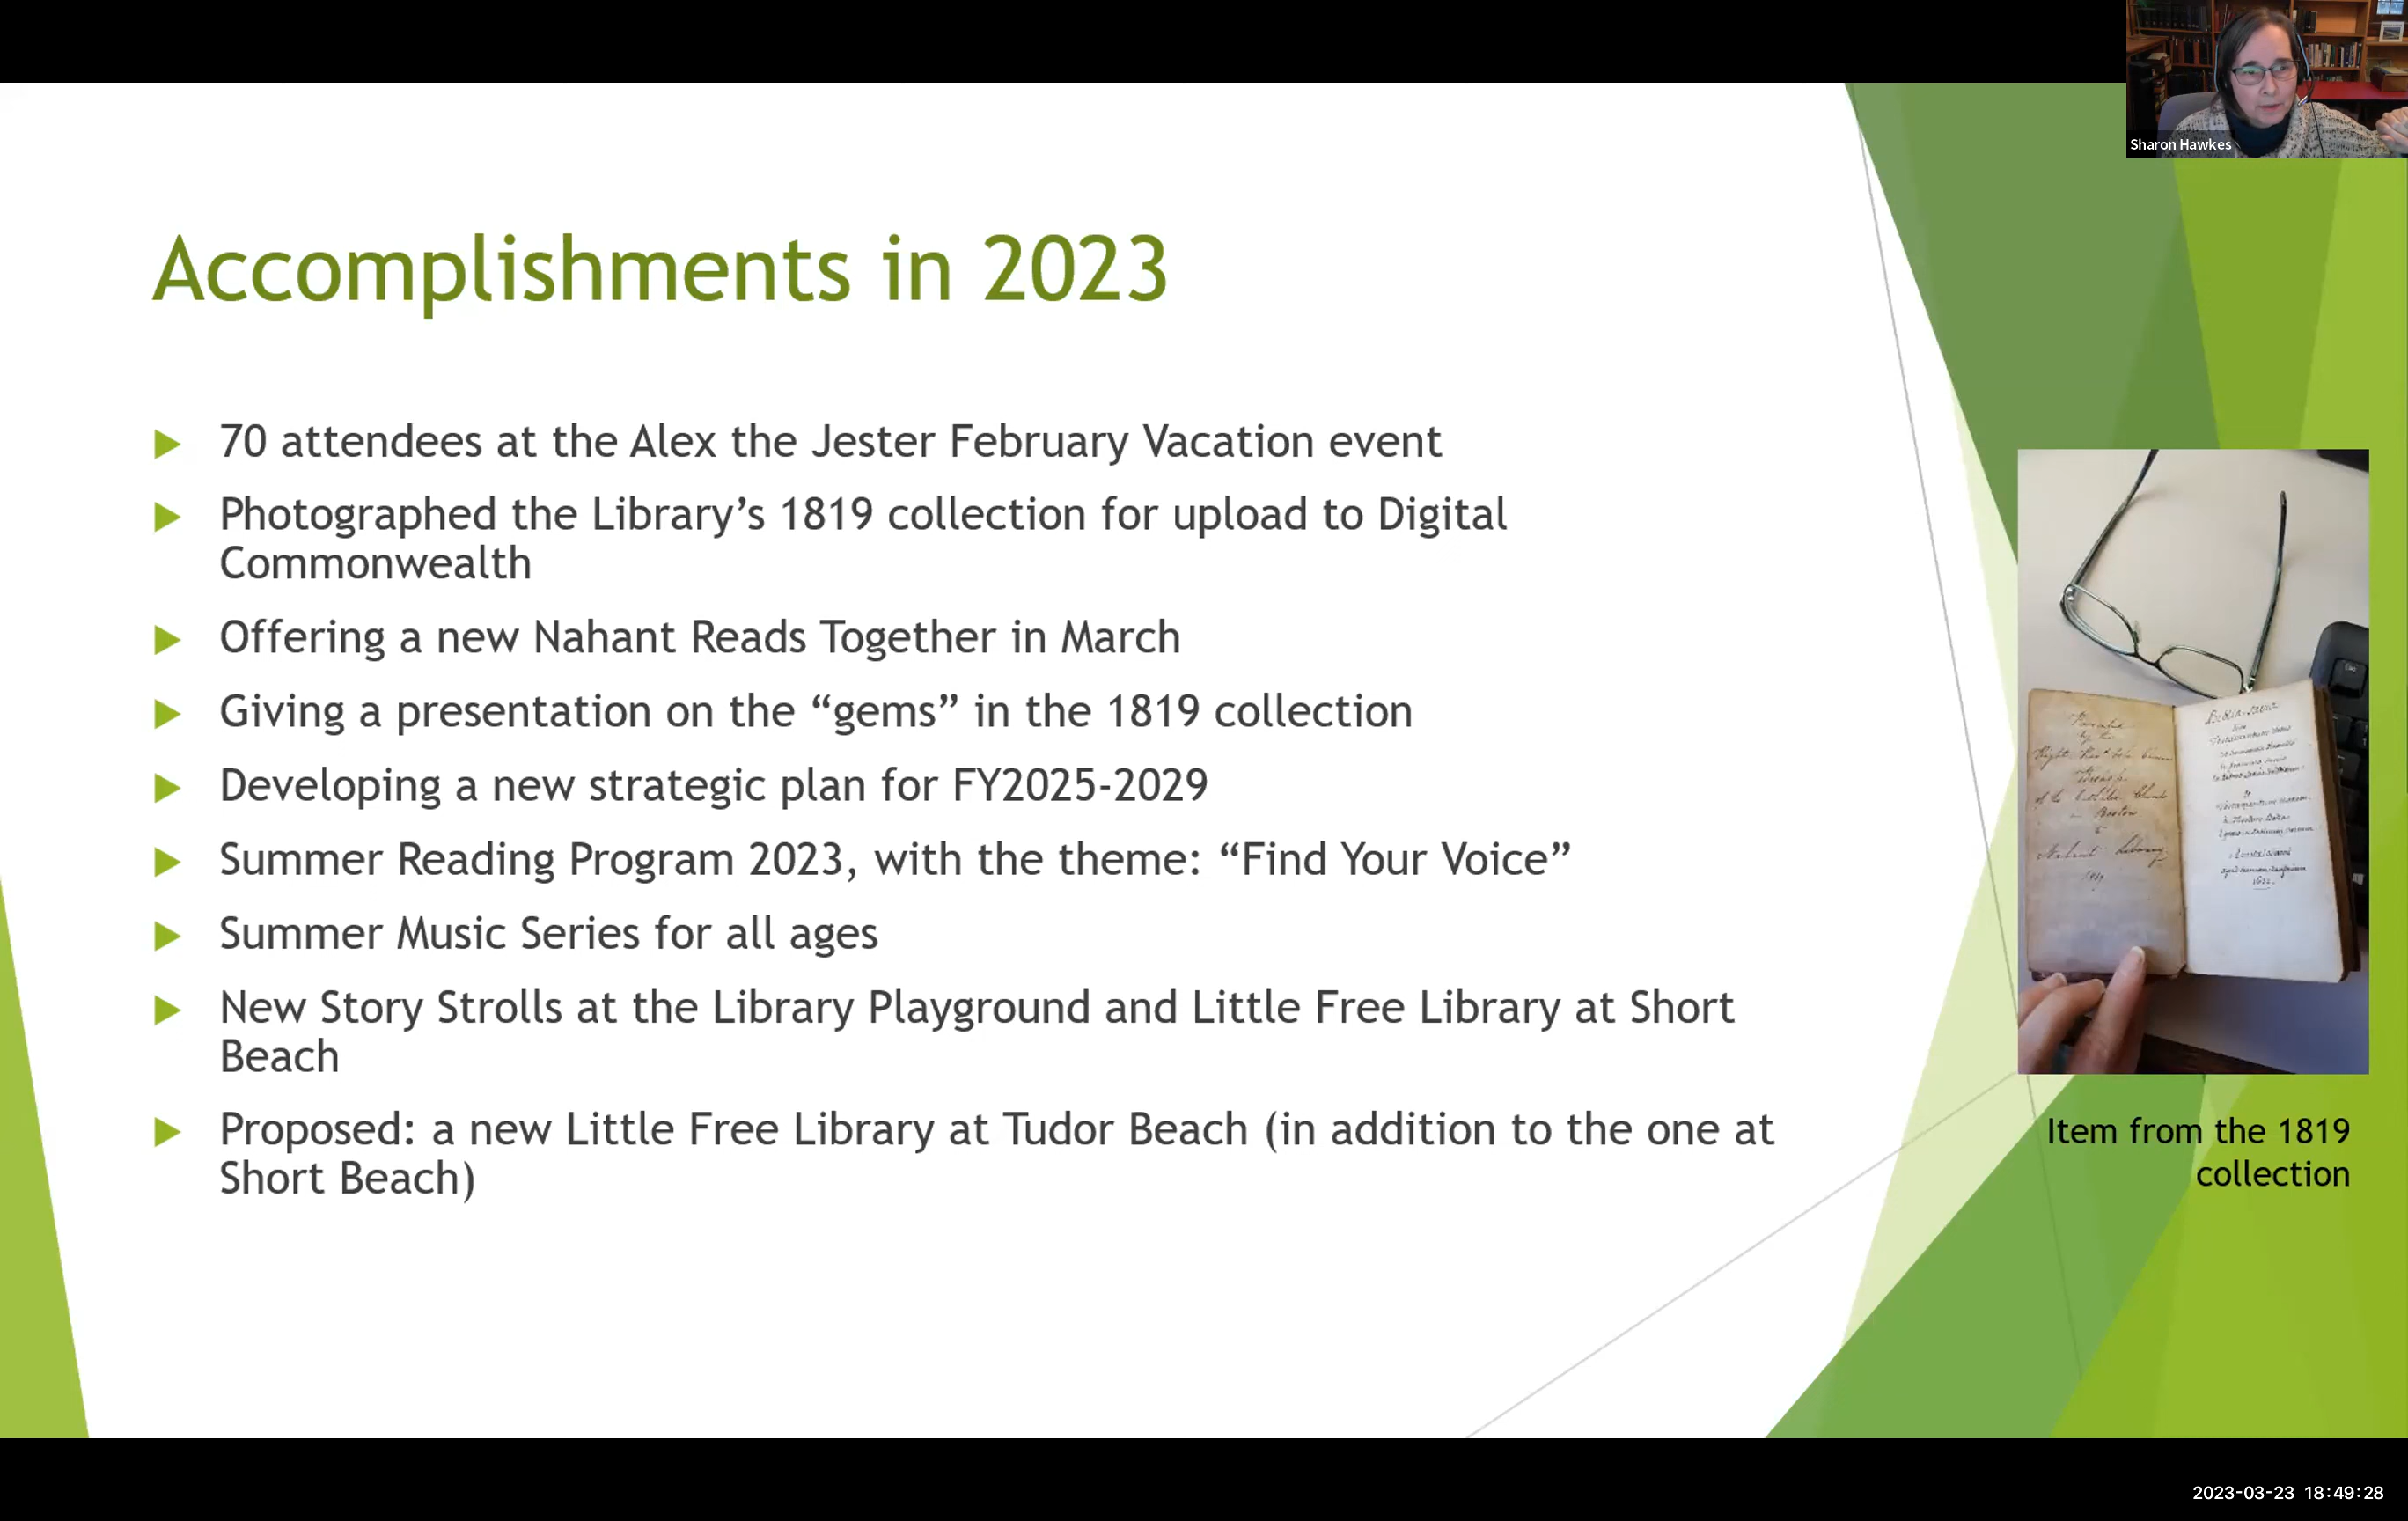 Sharon Hawkes
Accomplishments in 2023
70 attendees at the Alex the Jester February Vacation event
Photographed the Library’s 1819 collection for upload to Digital
Commonwealth
Offering a new Nahant Reads Together in March
Giving a presentation on the “gems” in the 1819 collection
Developing a new strategic plan for FY2025-2029
Summer Reading Program 2023, with the theme: “Find Your Voice”
Summer Music Series for all ages
New Story Strolls at the Library Playground and Little Free Library at Short
Beach
Proposed: a new Little Free Library at Tudor Beach (in addition to the one at
Short Beach)
by the
Boston
Nahant Library
Item from the 1819
collection
2023-03-23 18:49:28